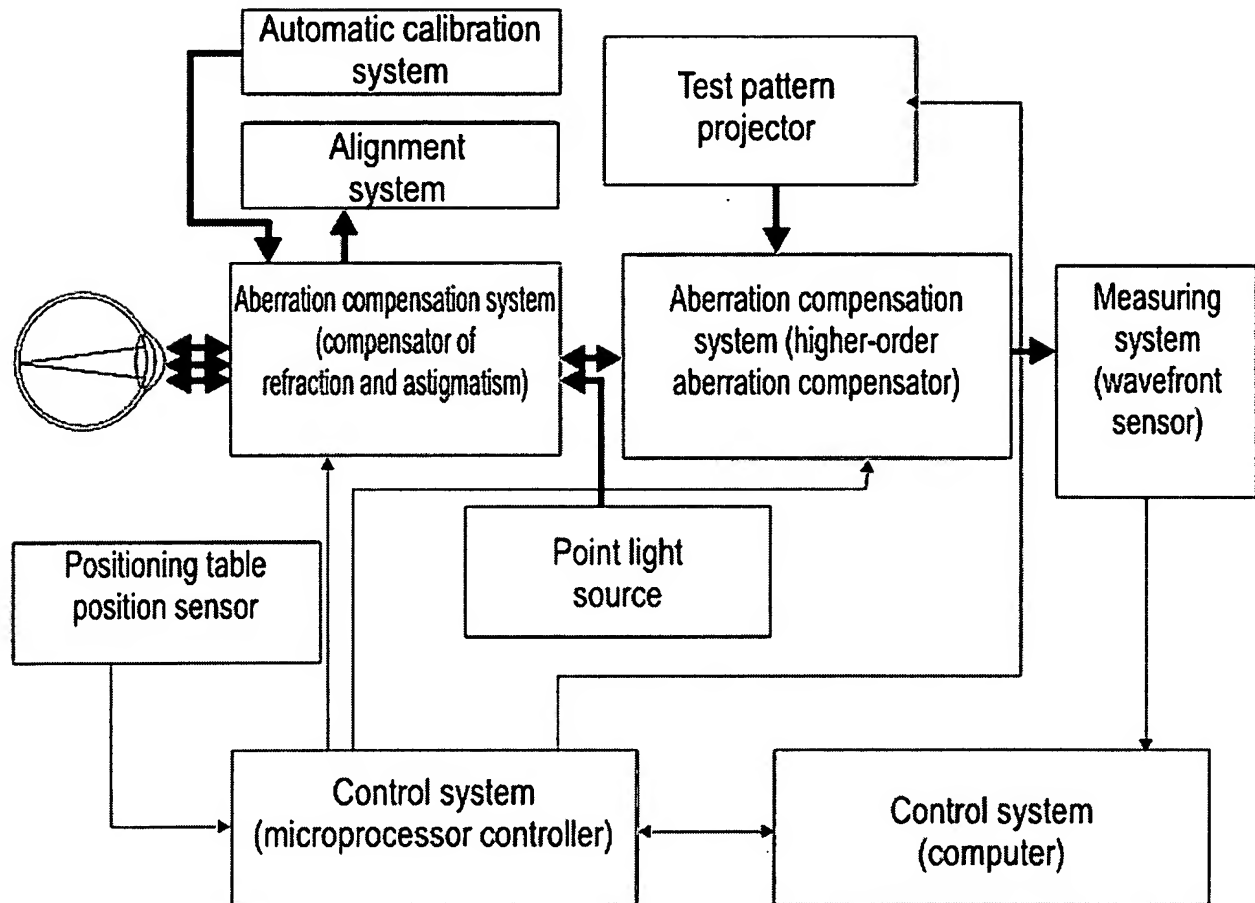 Automatic calibration
system
Alignment
system
Test pattern
projector
Aberration compensation system
(compensator of
refraction and astigmatism)
Aberration compensation
system (higher-order
aberration compensator)
Measuring
system
(wavefront
sensor)
Positioning table
position sensor
Point light
source
Control system
(microprocessor controller)
Control system
(computer)